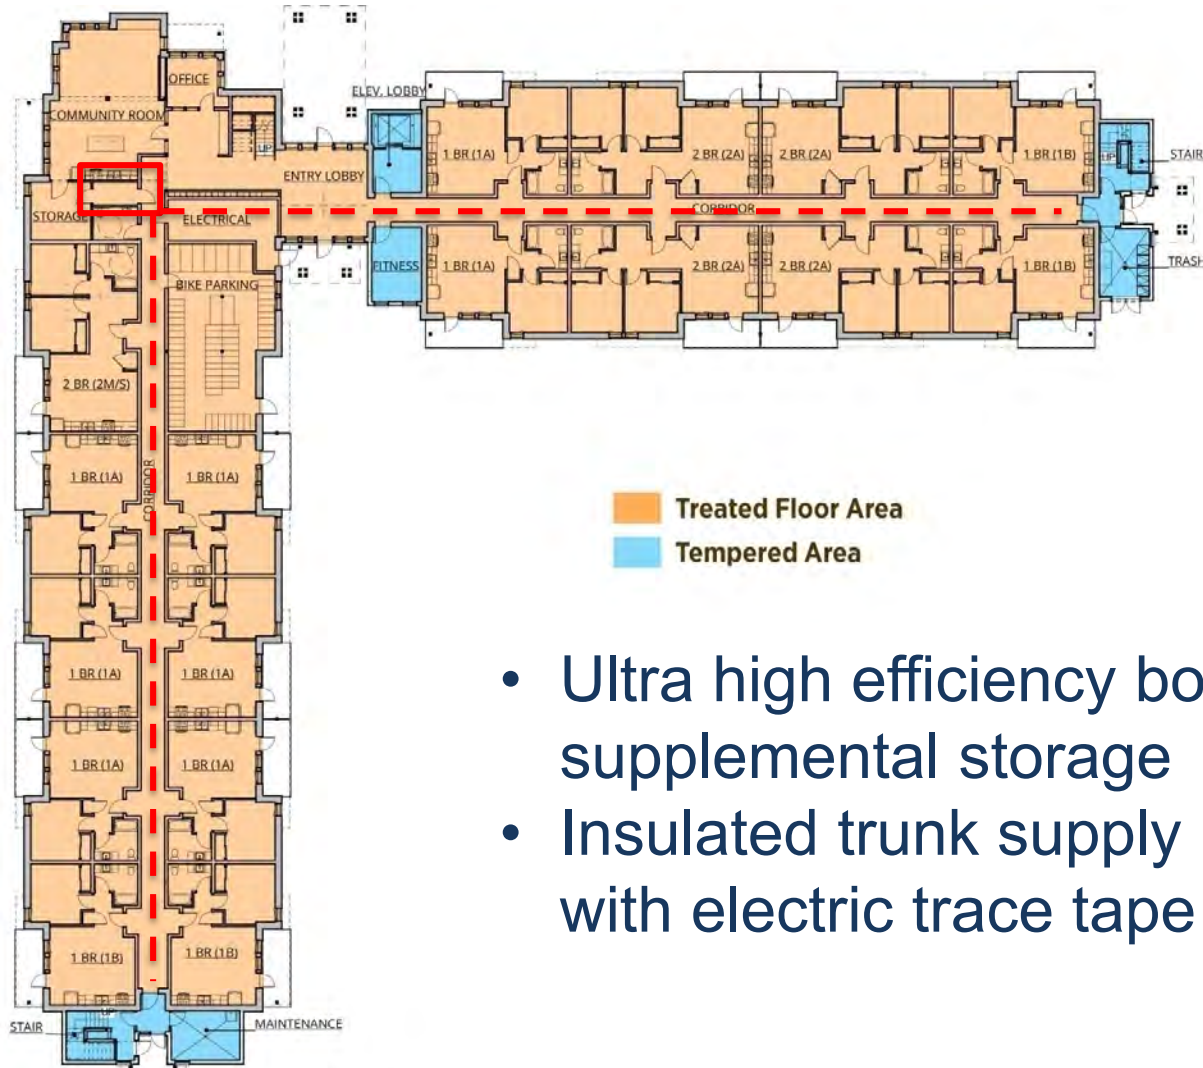 OFFICE
ELEV. LOBBY
COMMUNITY ROOM
UP
1 BR (1A)
2 BR (2A)
2 BR (2A)
1 BR (1B)
UP
STAIR
ENTRY LOBBY
STORAGE
ELECTRICAL
CORRIDOR
FITNESS
1 BR (1A)
2 BR (2A)
2 BR (2A)
1 BR (1B)
TRASH
BIKE PARKING
2 BR (2M/S)
1 BR (1A)
1 BR (1A)
CORRIDOR
Treated Floor Area
Tempered Area
1 BR (1A)
1 BR (1A)
• Ultra high efficiency bo
supplemental storage
1 BR (1A)
1 BR (1A)
• Insulated trunk supply
with electric trace tape
1 BR (1B)
1 BR (1B)
UP
STAIR
MAINTENANCE